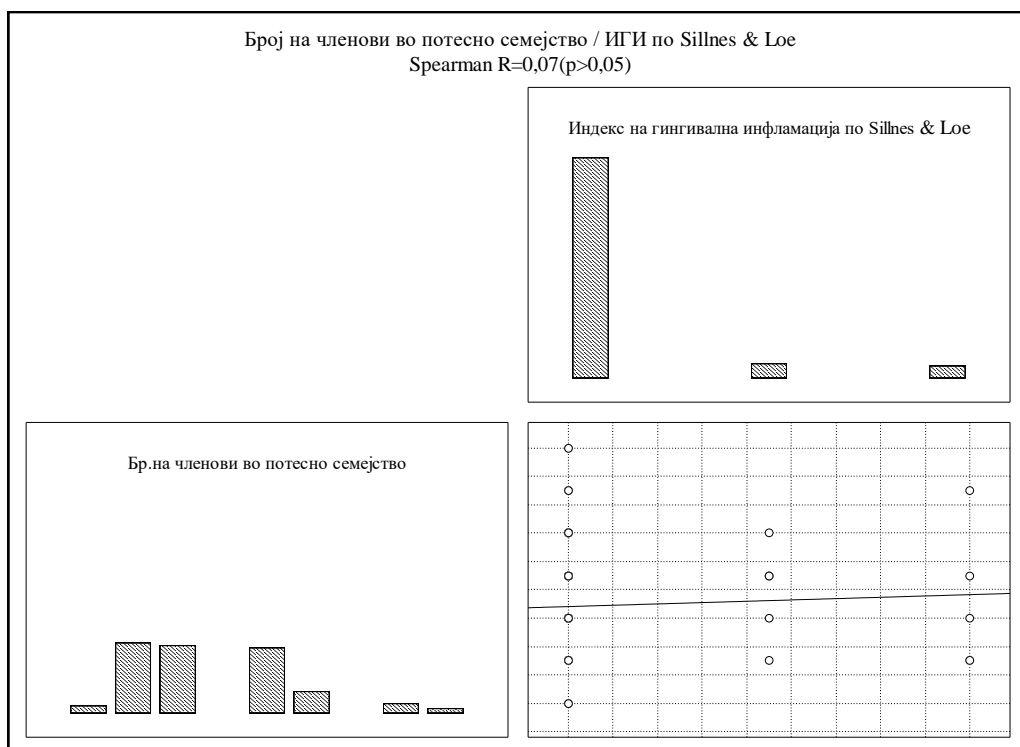 Број на членови во потесно семејство / ИГИ по Sillnes & Loe
Spearman R=0,07(p>0,05)
Индекс на гингивална инфламација по Sillnes & Loe
Бр.на членови во потесно семејство